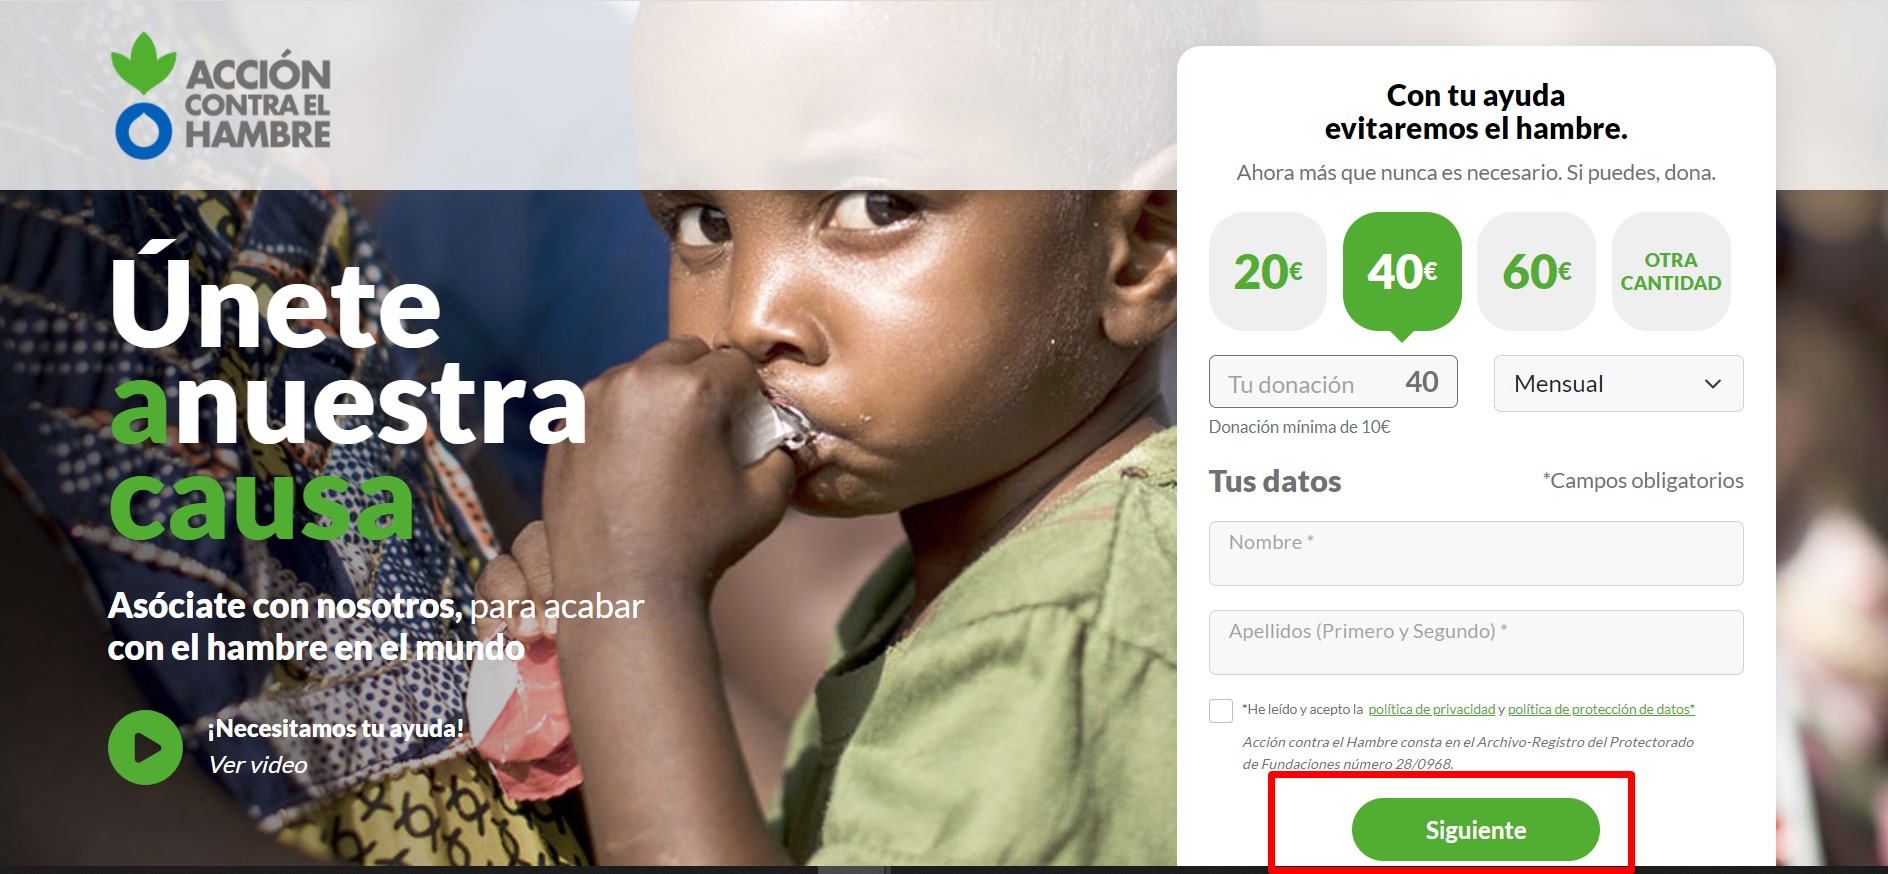 ACCIÓN
CONTRA EL
HAMBRE
Únete
anuestra
causa
Asóciate con nosotros, para acabar
con el hambre en el mundo
¡Necesitamos tu ayuda!
Ver video
Con tu ayuda
evitaremos el hambre.
Ahora más que nunca es necesario. Si puedes, dona.
20€
40€
60€
OTRA
CANTIDAD
Tu donación 40
Mensual
Donación mínima de 10€
Tus datos
*Campos obligatorios
Nombre *
Apellidos (Primero y Segundo) *
*He leído y acepto la política de privacidad y política de protección de datos*
Acción contra el Hambre consta en el Archivo-Registro del Protectorado
de Fundaciones número 28/0968.
Siguiente